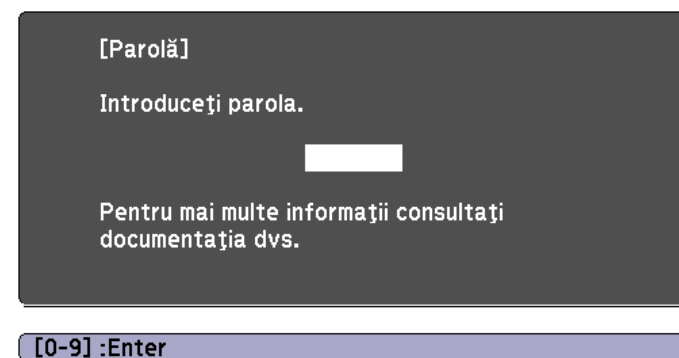 [Parolă]
Introduceţi parola.
Pentru mai multe informaţii consultaţi
documentaţia dvs.
[0-9] :Enter